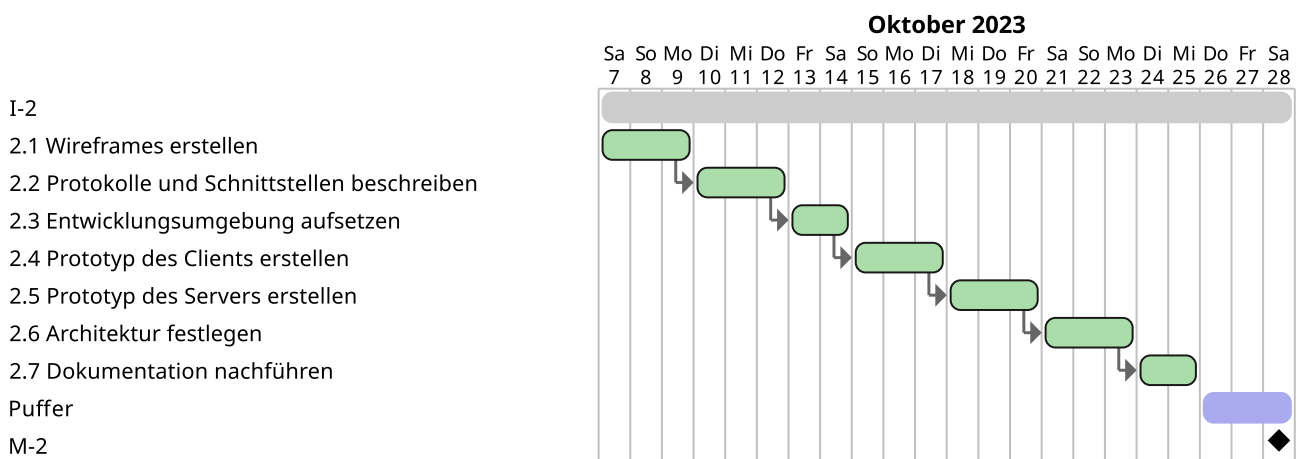 Oktober 2023
Sa So Mo Di Mi Do Fr Sa So Mo Di Mi Do Fr Sa So Mo Di Mi Do Fr Sa
7 8 9 10 11 12 13 14 15 16 17 18 19 20 21 22 23 24 25 26 27 28
I-2
2.1 Wireframes erstellen
2.2 Protokolle und Schnittstellen beschreiben
2.3 Entwicklungsumgebung aufsetzen
2.4 Prototyp des Clients erstellen
2.5 Prototyp des Servers erstellen
2.6 Architektur festlegen
2.7 Dokumentation nachführen
Puffer
M-2